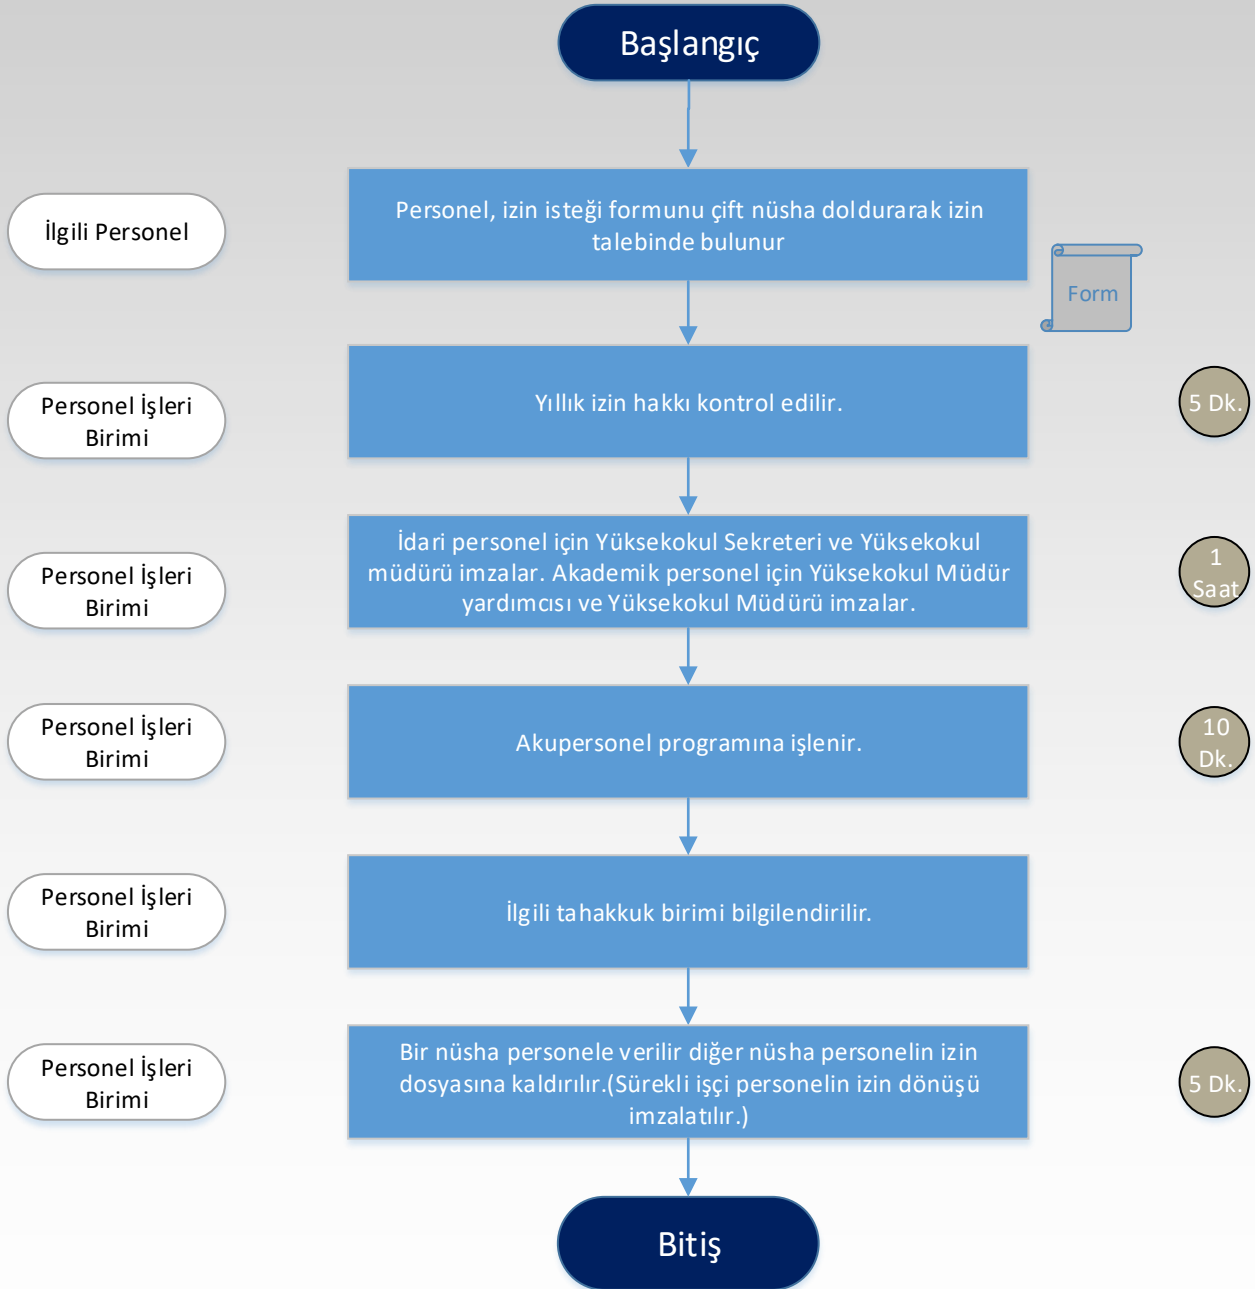 Başlangıç
İlgili Personel
Personel, izin isteği formunu çift nüsha doldurarak izin
talebinde bulunur
Form
Personel İşleri
Birimi
Yıllık izin hakkı kontrol edilir.
5 Dk.
Personel İşleri
Birimi
İdari personel için Yüksekokul Sekreteri ve Yüksekokul
müdürü imzalar. Akademik personel için Yüksekokul Müdür
yardımcısı ve Yüksekokul Müdürü imzalar.
1
Saat
Personel İşleri
Birimi
Akupersonel programına işlenir.
10
Dk.
Personel İşleri
Birimi
İlgili tahakkuk birimi bilgilendirilir.
Personel İşleri
Birimi
Bir nüsha personele verilir diğer nüsha personelin izin
dosyasına kaldırılır.(Sürekli işçi personelin izin dönüşü
imzalatılır.)
5 Dk.
Bitiş